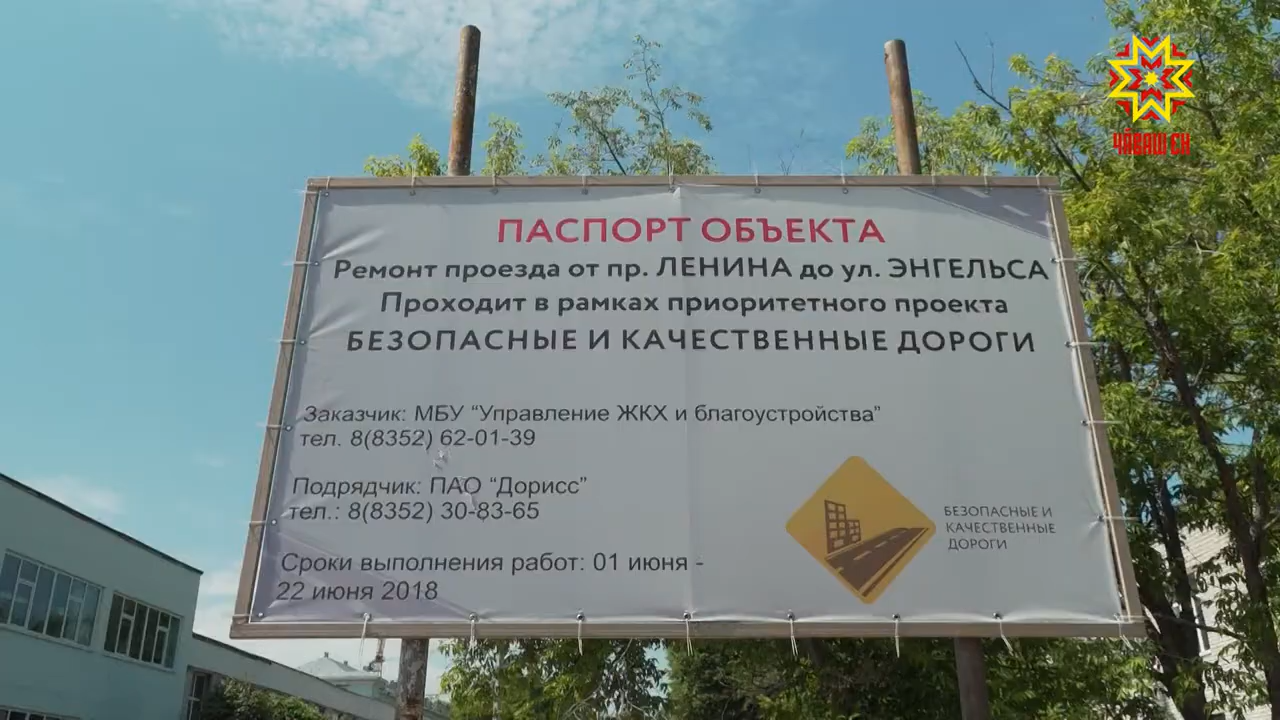 ЧӐВАШ ЕН
ПАСПОРТ ОБЪЕКТА
Ремонт проезда от пр. ЛЕНИНА до ул. ЭНГЕЛЬСА
Проходит в рамках приоритетного проекта
БЕЗОПАСНЫЕ И КАЧЕСТВЕННЫЕ ДОРОГИ
Заказчик: МБУ “Управление ЖКХ и благоустройства”
тел. 8(8352) 62-01-39
Подрядчик: ПАО “Дорисс”
тел.: 8(8352) 30-83-65
Сроки выполнения работ: 01 июня -
22 июня 2018
БЕЗОПАСНЫЕ И
КАЧЕСТВЕННЫЕ
ДОРОГИ